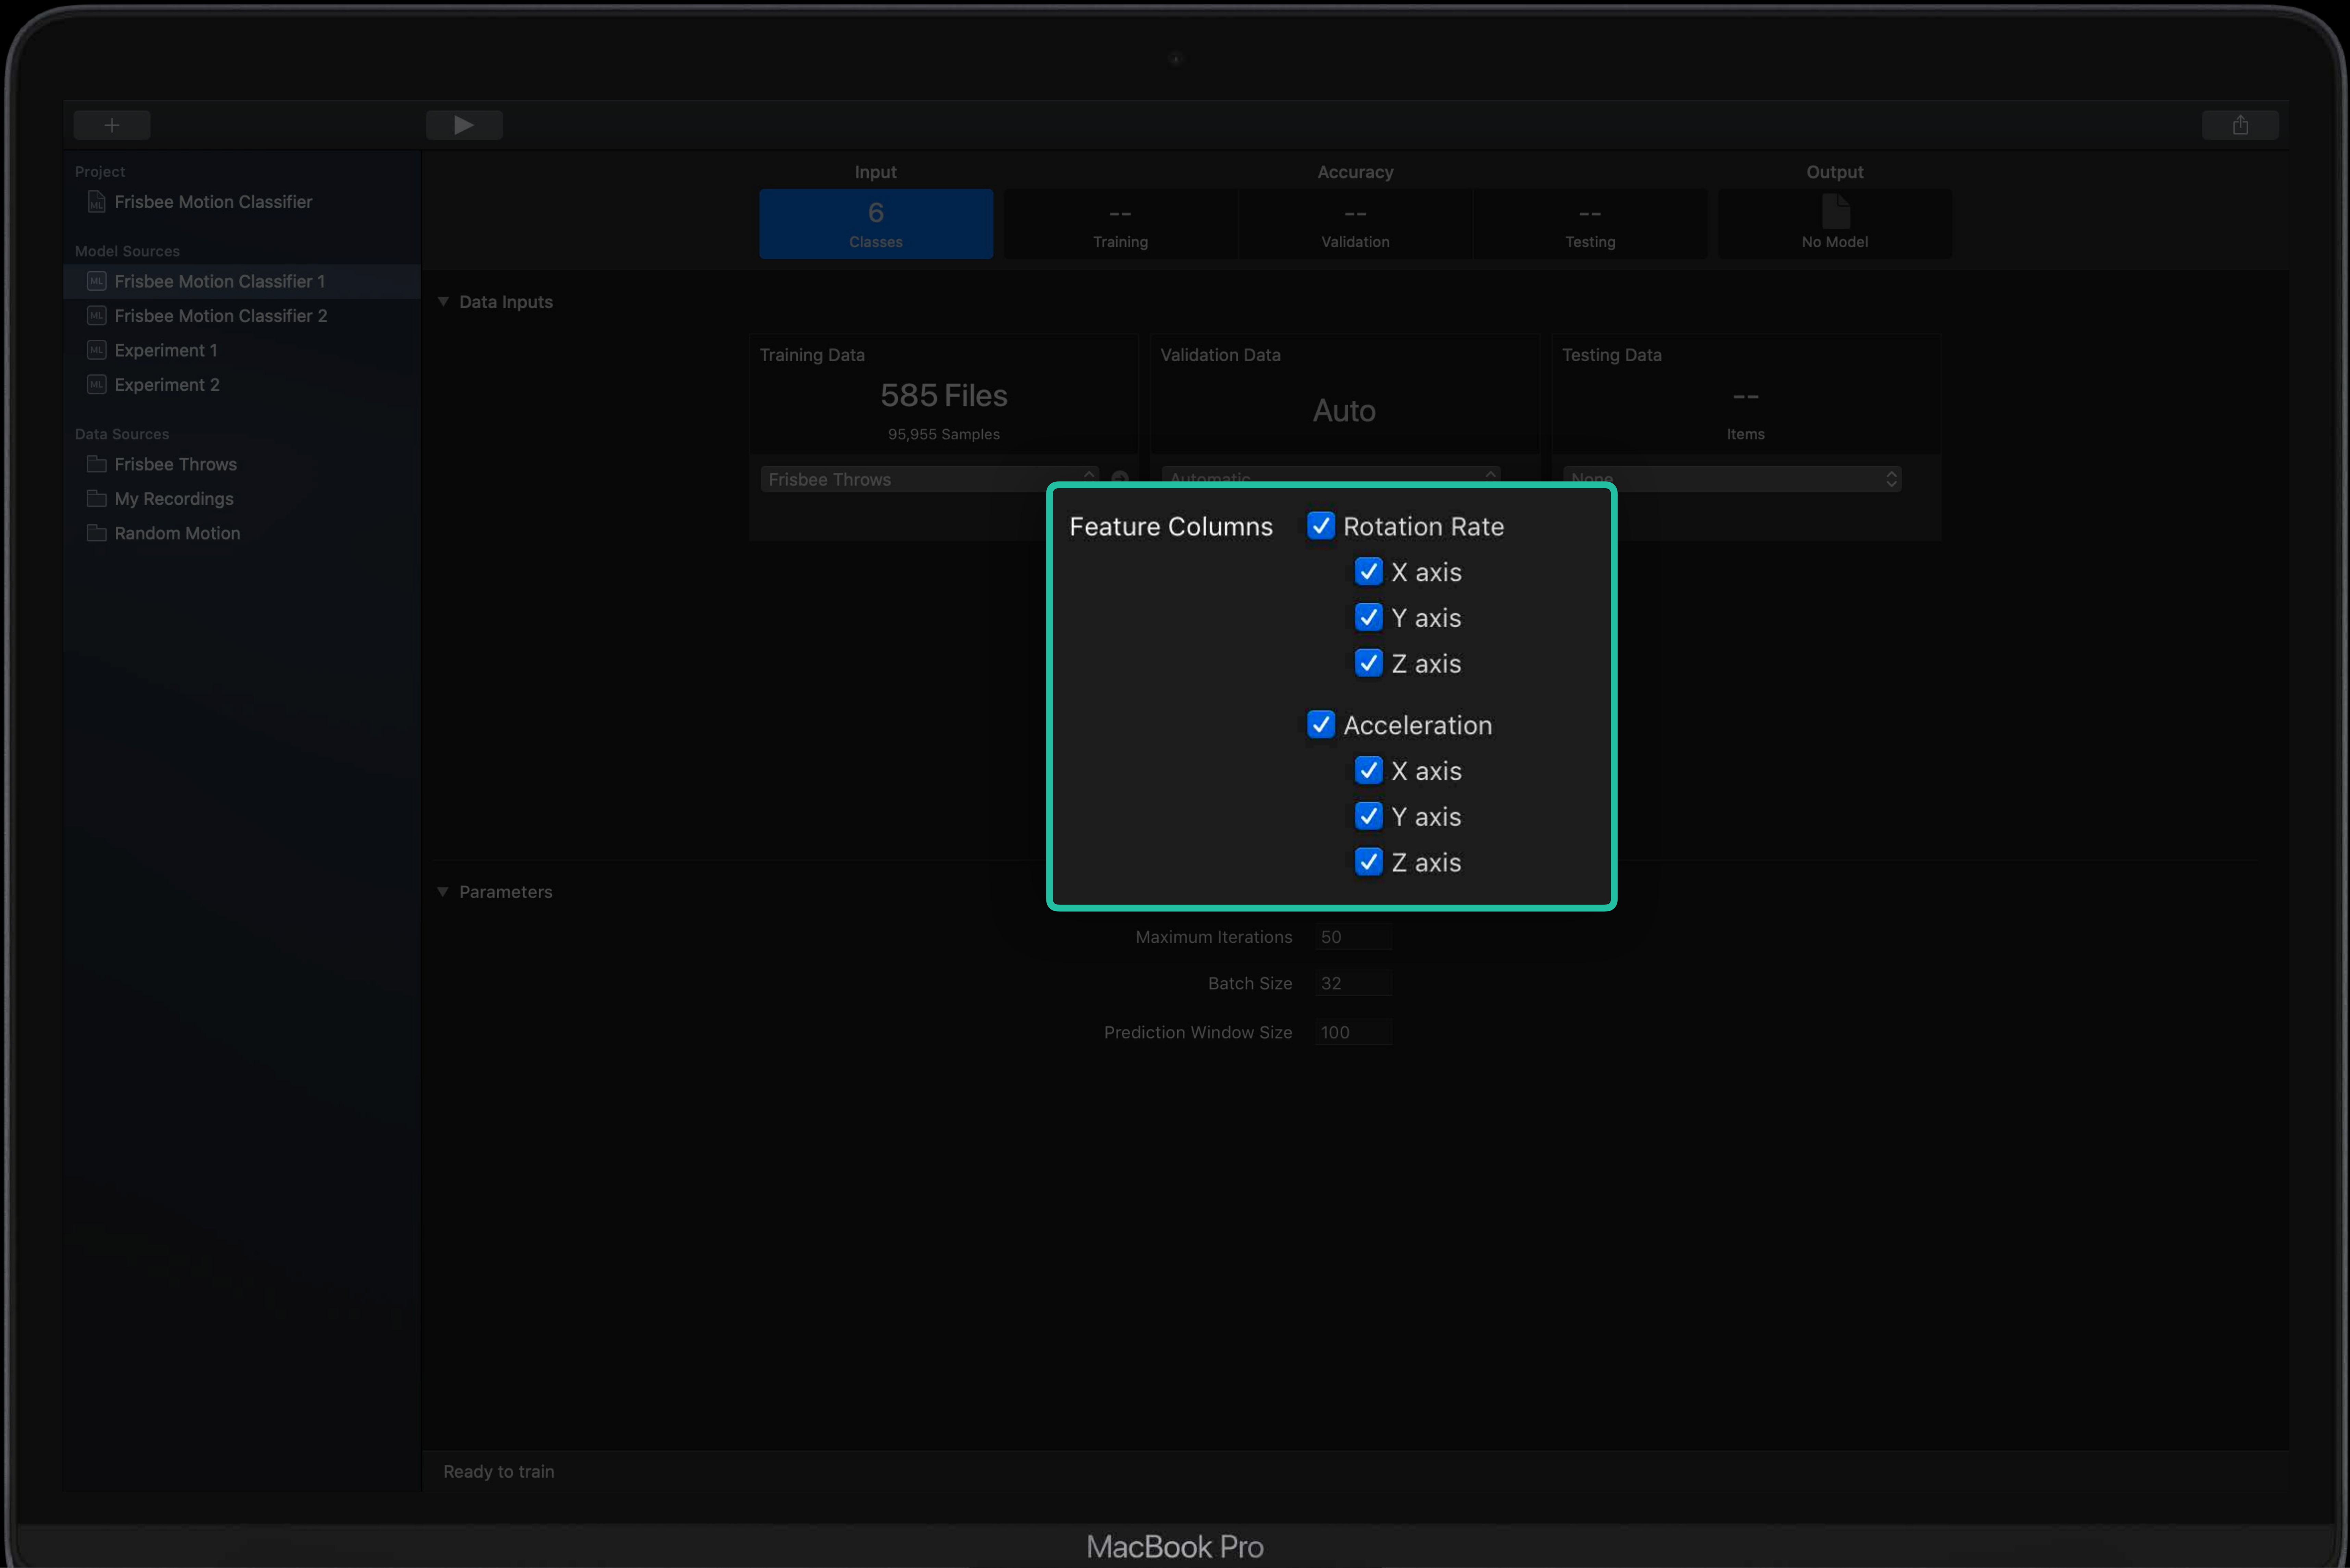 Project
Frisbee Motion Classifier
Model Sources
Frisbee Motion Classifier 1
Frisbee Motion Classifier 2
Experiment 1
Experiment 2
Data Sources
Frisbee Throws
My Recordings
Random Motion
Input
Accuracy
Output
6
Classes
--
Training
--
Validation
--
Testing
No Model
Data Inputs
Training Data
585 Files
95,955 Samples
Frisbee Throws
Validation Data
Auto
Automatic
Testing Data
--
Items
None
Feature Columns
Rotation Rate
X axis
Y axis
Z axis
Acceleration
X axis
Y axis
Z axis
Parameters
Maximum Iterations 50
Batch Size 32
Prediction Window Size 100
Ready to train
MacBook Pro